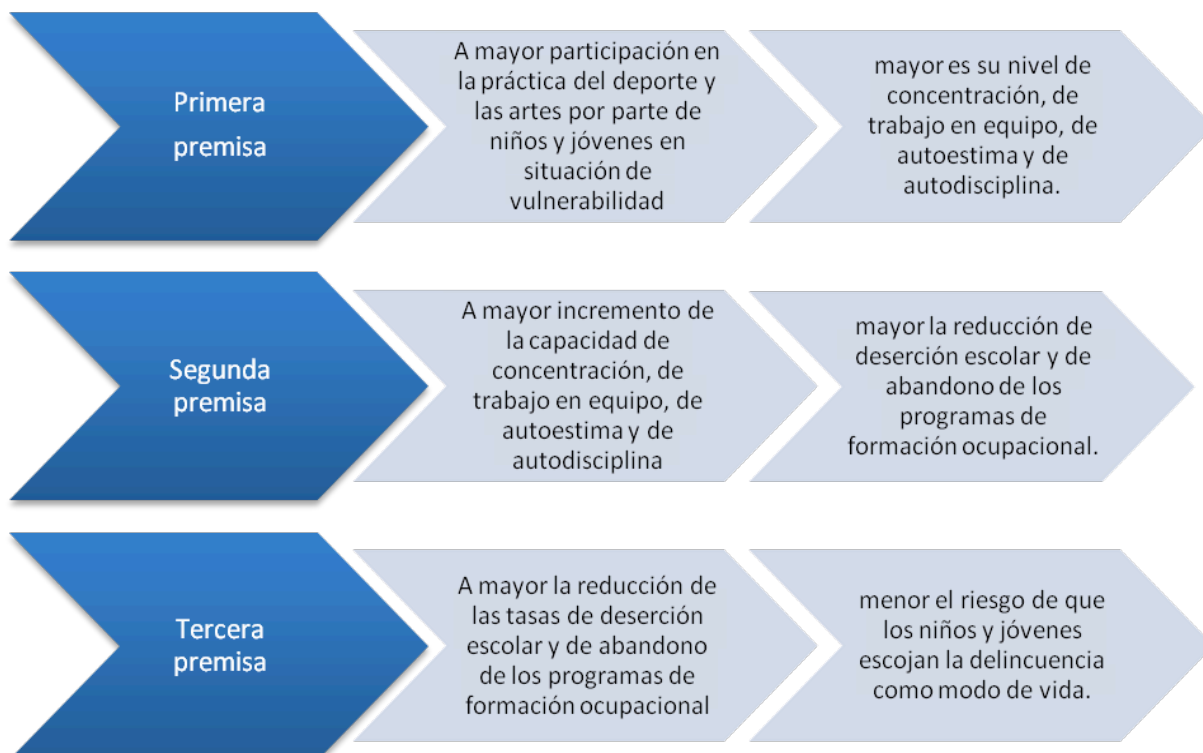 Primera
premisa
A mayor participación en
la práctica del deporte y
las artes por parte de
niños y jóvenes en
situación de
vulnerabilidad
mayor es su nivel de
concentración, de
trabajo en equipo, de
autoestima y de
autodisciplina.
Segunda
premisa
A mayor incremento de
la capacidad de
concentración, de
trabajo en equipo, de
autoestima y de
autodisciplina
mayor la reducción de
deserción escolar y de
abandono de los
programas de
formación ocupacional.
Tercera
premisa
A mayor la reducción de
las tasas de deserción
escolar y de abandono
de los programas de
formación ocupacional
menor el riesgo de que
los niños y jóvenes
escojan la delincuencia
como modo de vida.